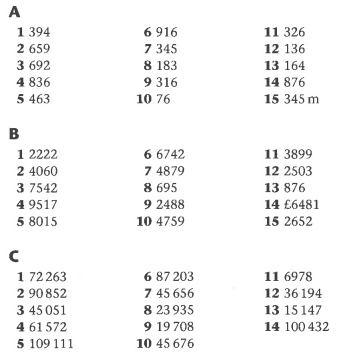 A
1 394 6 916 11 326
2 659 7 345 12 136
3 692 8 183 13 164
4 836 9 316 14 876
5 463 10 76 15 345 m
B
1 2222 6 6742 11 3899
2 4060 7 4879 12 2503
3 7542 8 695 13 876
4 9517 9 2488 14 £6481
5 8015 10 4759 15 2652
C
1 72 263 6 87 203 11 6978
2 90 852 7 45 656 12 36 194
3 45 051 8 23 935 13 15 147
4 61 572 9 19 708 14 100 432
5 109 111 10 45 676